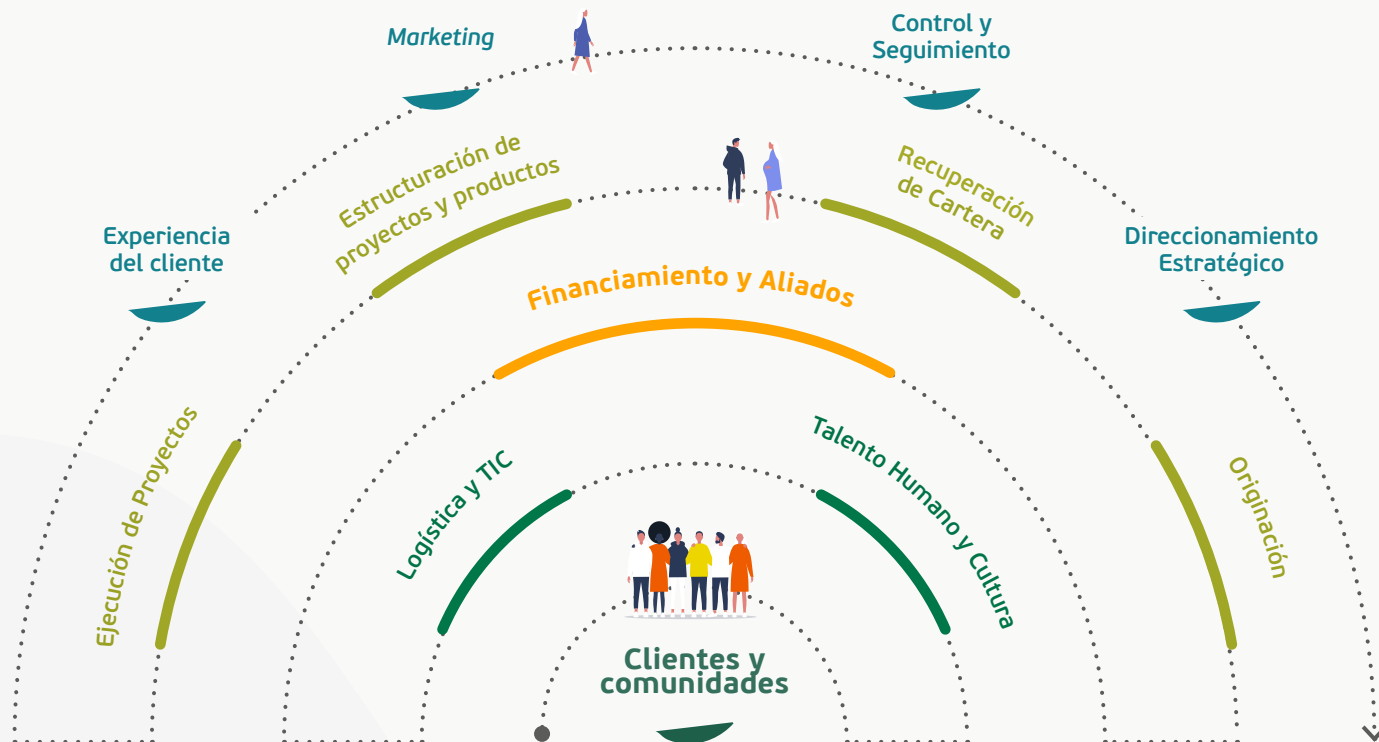 Marketing
Control y
Seguimiento
Estructuración de
proyectos y productos
Recuperación
de Cartera
Experiencia
del cliente
Direccionamiento
Estratégico
Financiamiento y Aliados
Ejecución de Proyectos
Logística y TIC
Talento Humano y Cultura
Originación
Clientes y
comunidades